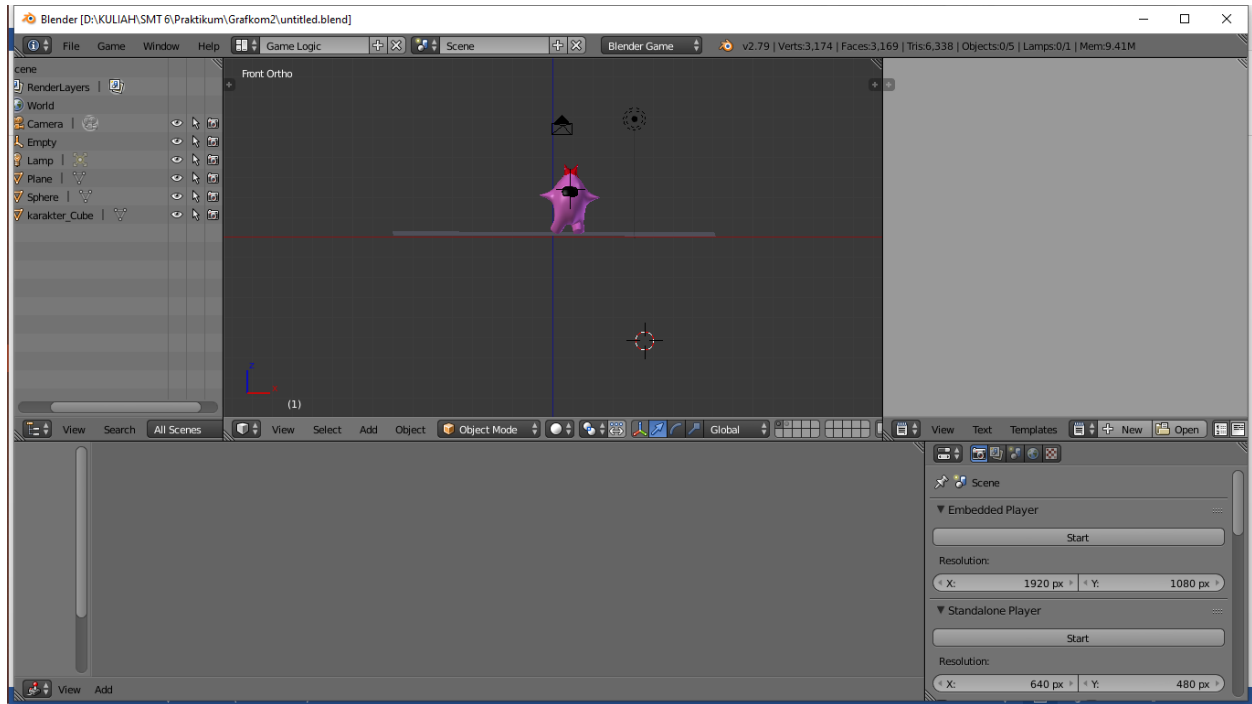 Blender [D:\KULIAH\SMT 6\Praktikum\Grafkom2\untitled.blend]
File Game Window Help Game Logic Scene Blender Game v2.79 | Verts:3,174 | Faces:3,169 | Tris:6,338 | Objects:0/5 | Lamps:0/1 | Mem:9.41M
cene
RenderLayers |
World
Camera |
Empty
Lamp |
Plane |
Sphere |
karakter_Cube |
Front Ortho
z
(1)
View Search All Scenes
View Select Add Object Object Mode Global
View Text Templates New Open
Scene
Embedded Player
Start
Resolution:
X: 1920 px Y: 1080 px
Standalone Player
Start
Resolution:
X: 640 px Y: 480 px
View Add